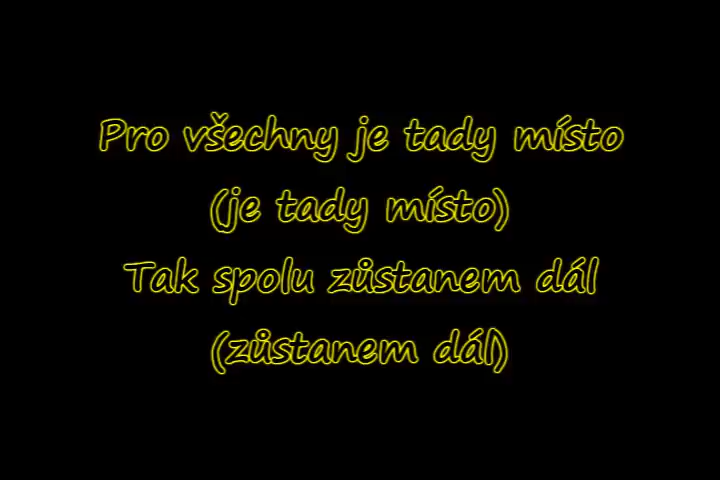 Pro všechny je tady místo
(je tady místo)
Tak spolu zůstanem dál
(zůstanem dál)